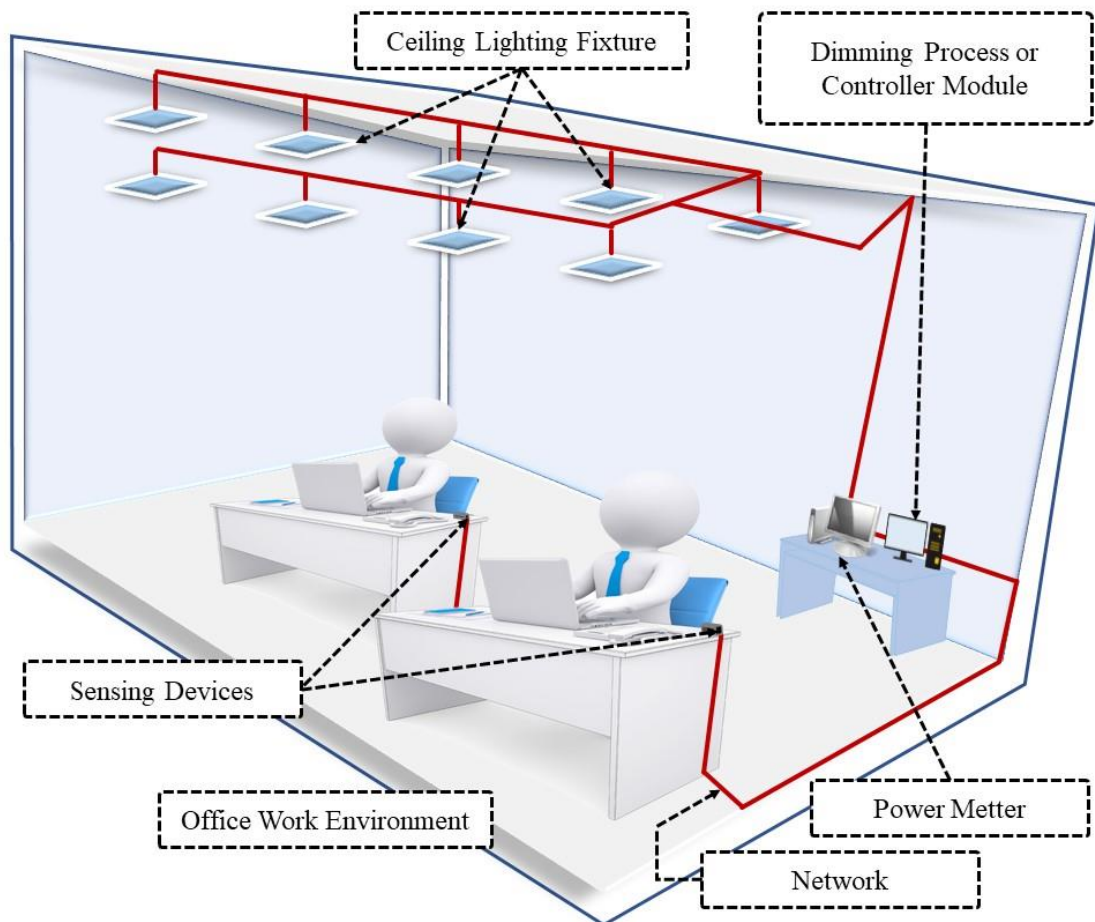 Ceiling Lighting Fixture
Dimming Process or
Controller Module
Sensing Devices
Office Work Environment
Power Metter
Network